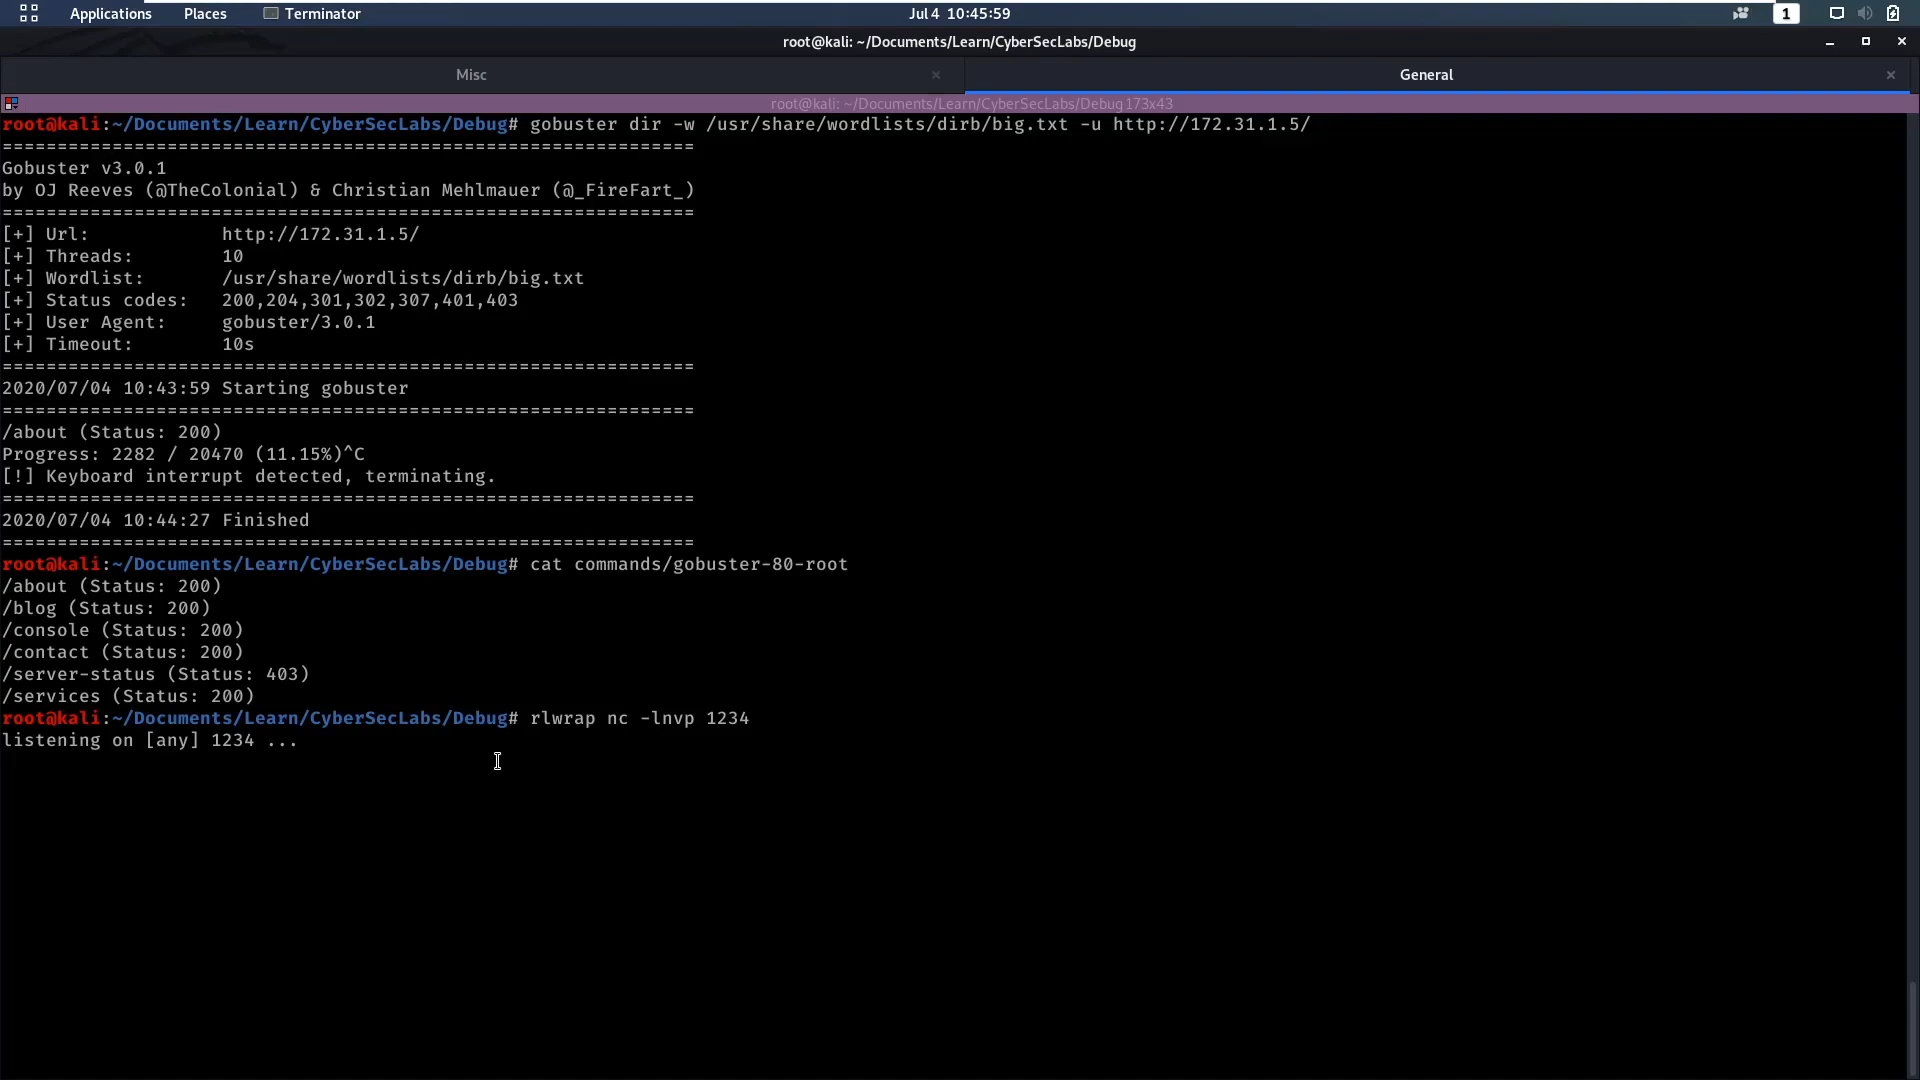 Applications Places Terminator Jul 4 10:45:59 1
root@kali: ~/Documents/Learn/CyberSecLabs/Debug
Misc × General ×
root@kali: ~/Documents/Learn/CyberSecLabs/Debug 173x43
root@kali:~/Documents/Learn/CyberSecLabs/Debug# gobuster dir -w /usr/share/wordlists/dirb/big.txt -u http://172.31.1.5/
===============================================================
Gobuster v3.0.1
by OJ Reeves (@TheColonial) & Christian Mehlmauer (@_FireFart_)
===============================================================
[+] Url:            http://172.31.1.5/
[+] Threads:        10
[+] Wordlist:       /usr/share/wordlists/dirb/big.txt
[+] Status codes:   200,204,301,302,307,401,403
[+] User Agent:     gobuster/3.0.1
[+] Timeout:        10s
===============================================================
2020/07/04 10:43:59 Starting gobuster
===============================================================
/about (Status: 200)
Progress: 2282 / 20470 (11.15%)^C
[!] Keyboard interrupt detected, terminating.
===============================================================
2020/07/04 10:44:27 Finished
===============================================================
root@kali:~/Documents/Learn/CyberSecLabs/Debug# cat commands/gobuster-80-root
/about (Status: 200)
/blog (Status: 200)
/console (Status: 200)
/contact (Status: 200)
/server-status (Status: 403)
/services (Status: 200)
root@kali:~/Documents/Learn/CyberSecLabs/Debug# rlwrap nc -lnvp 1234
listening on [any] 1234 ...